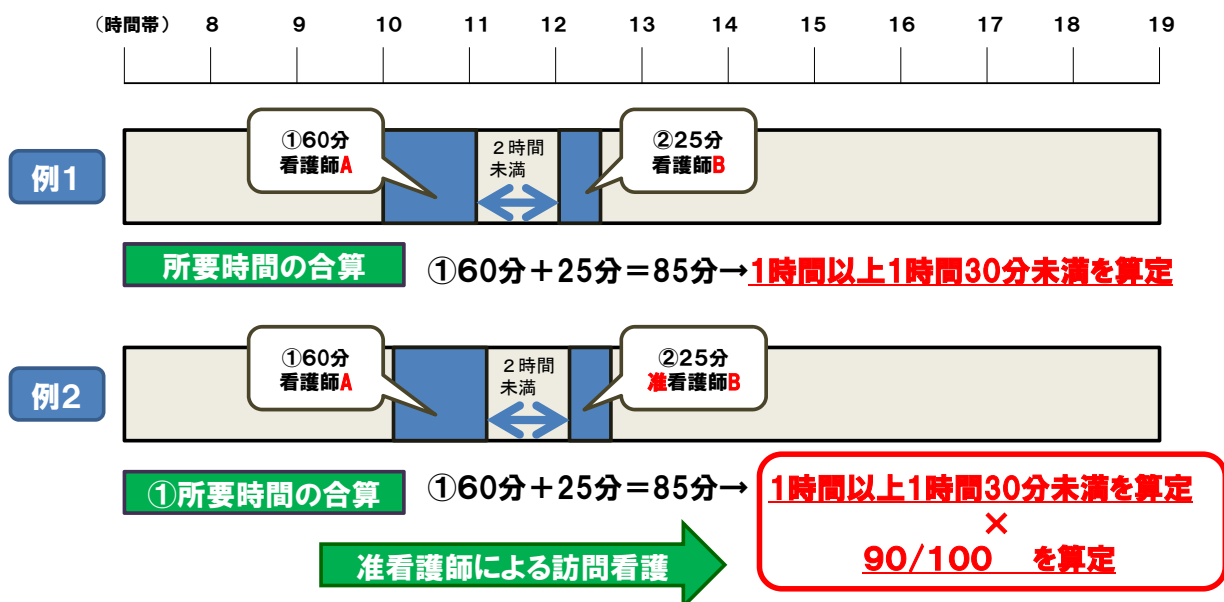 (時間帯) 8 9 10 11 12 13 14 15 16 17 18 19
例1
①60分
看護師A
2時間
未満
②25分
看護師B
所要時間の合算
①60分+25分=85分→1時間以上1時間30分未満を算定
例2
①60分
看護師A
2時間
未満
②25分
准看護師B
①所要時間の合算
①60分+25分=85分→
1時間以上1時間30分未満を算定
×
90/100 を算定
准看護師による訪問看護